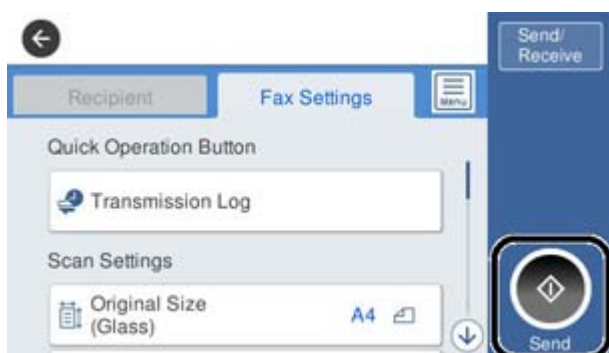 Send/
Receive
Recipient
Fax Settings
Menu
Quick Operation Button
Transmission Log
Scan Settings
Original Size
(Glass)
A4
Send